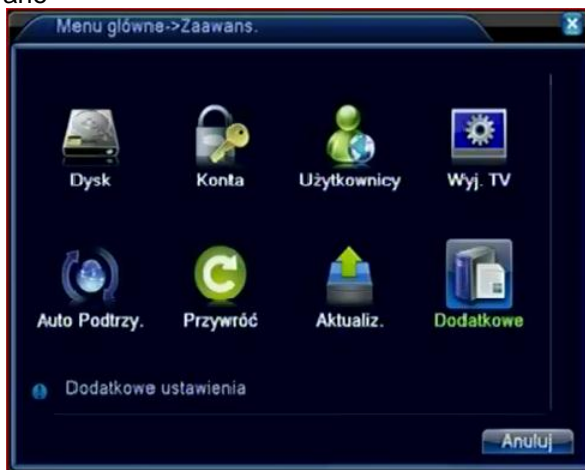 ane
Menu główne->Zaawans.
Dysk Konta Użytkownicy Wyj. TV
Auto Podtrzy. Przywróć Aktualiz. Dodatkowe
Dodatkowe ustawienia
Anuluj